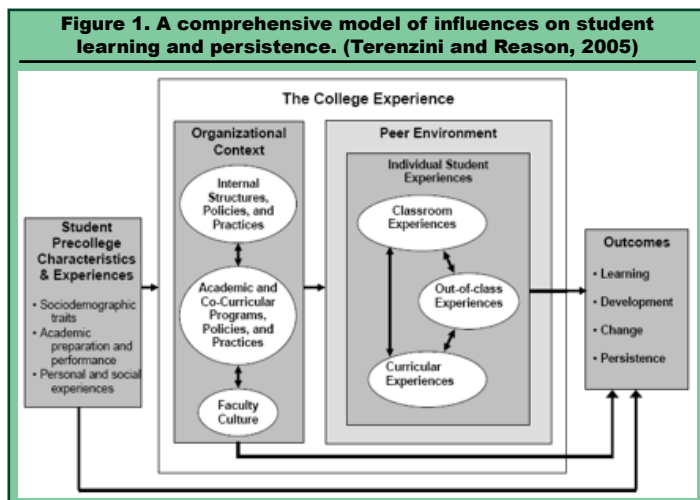 Figure 1. A comprehensive model of influences on student
learning and persistence. (Terenzini and Reason, 2005)
The College Experience
Organizational
Context
Internal
Structures,
Policies, and
Practices
Academic and
Co-Curricular
Programs,
Policies, and
Practices
Faculty
Culture
Peer Environment
Individual Student
Experiences
Classroom
Experiences
Out-of-class
Experiences
Curricular
Experiences
Student
Precollege
Characteristics
& Experiences
• Sociodemographic
traits
• Academic
preparation and
performance
• Personal and social
experiences
Outcomes
• Learning
• Development
• Change
• Persistence